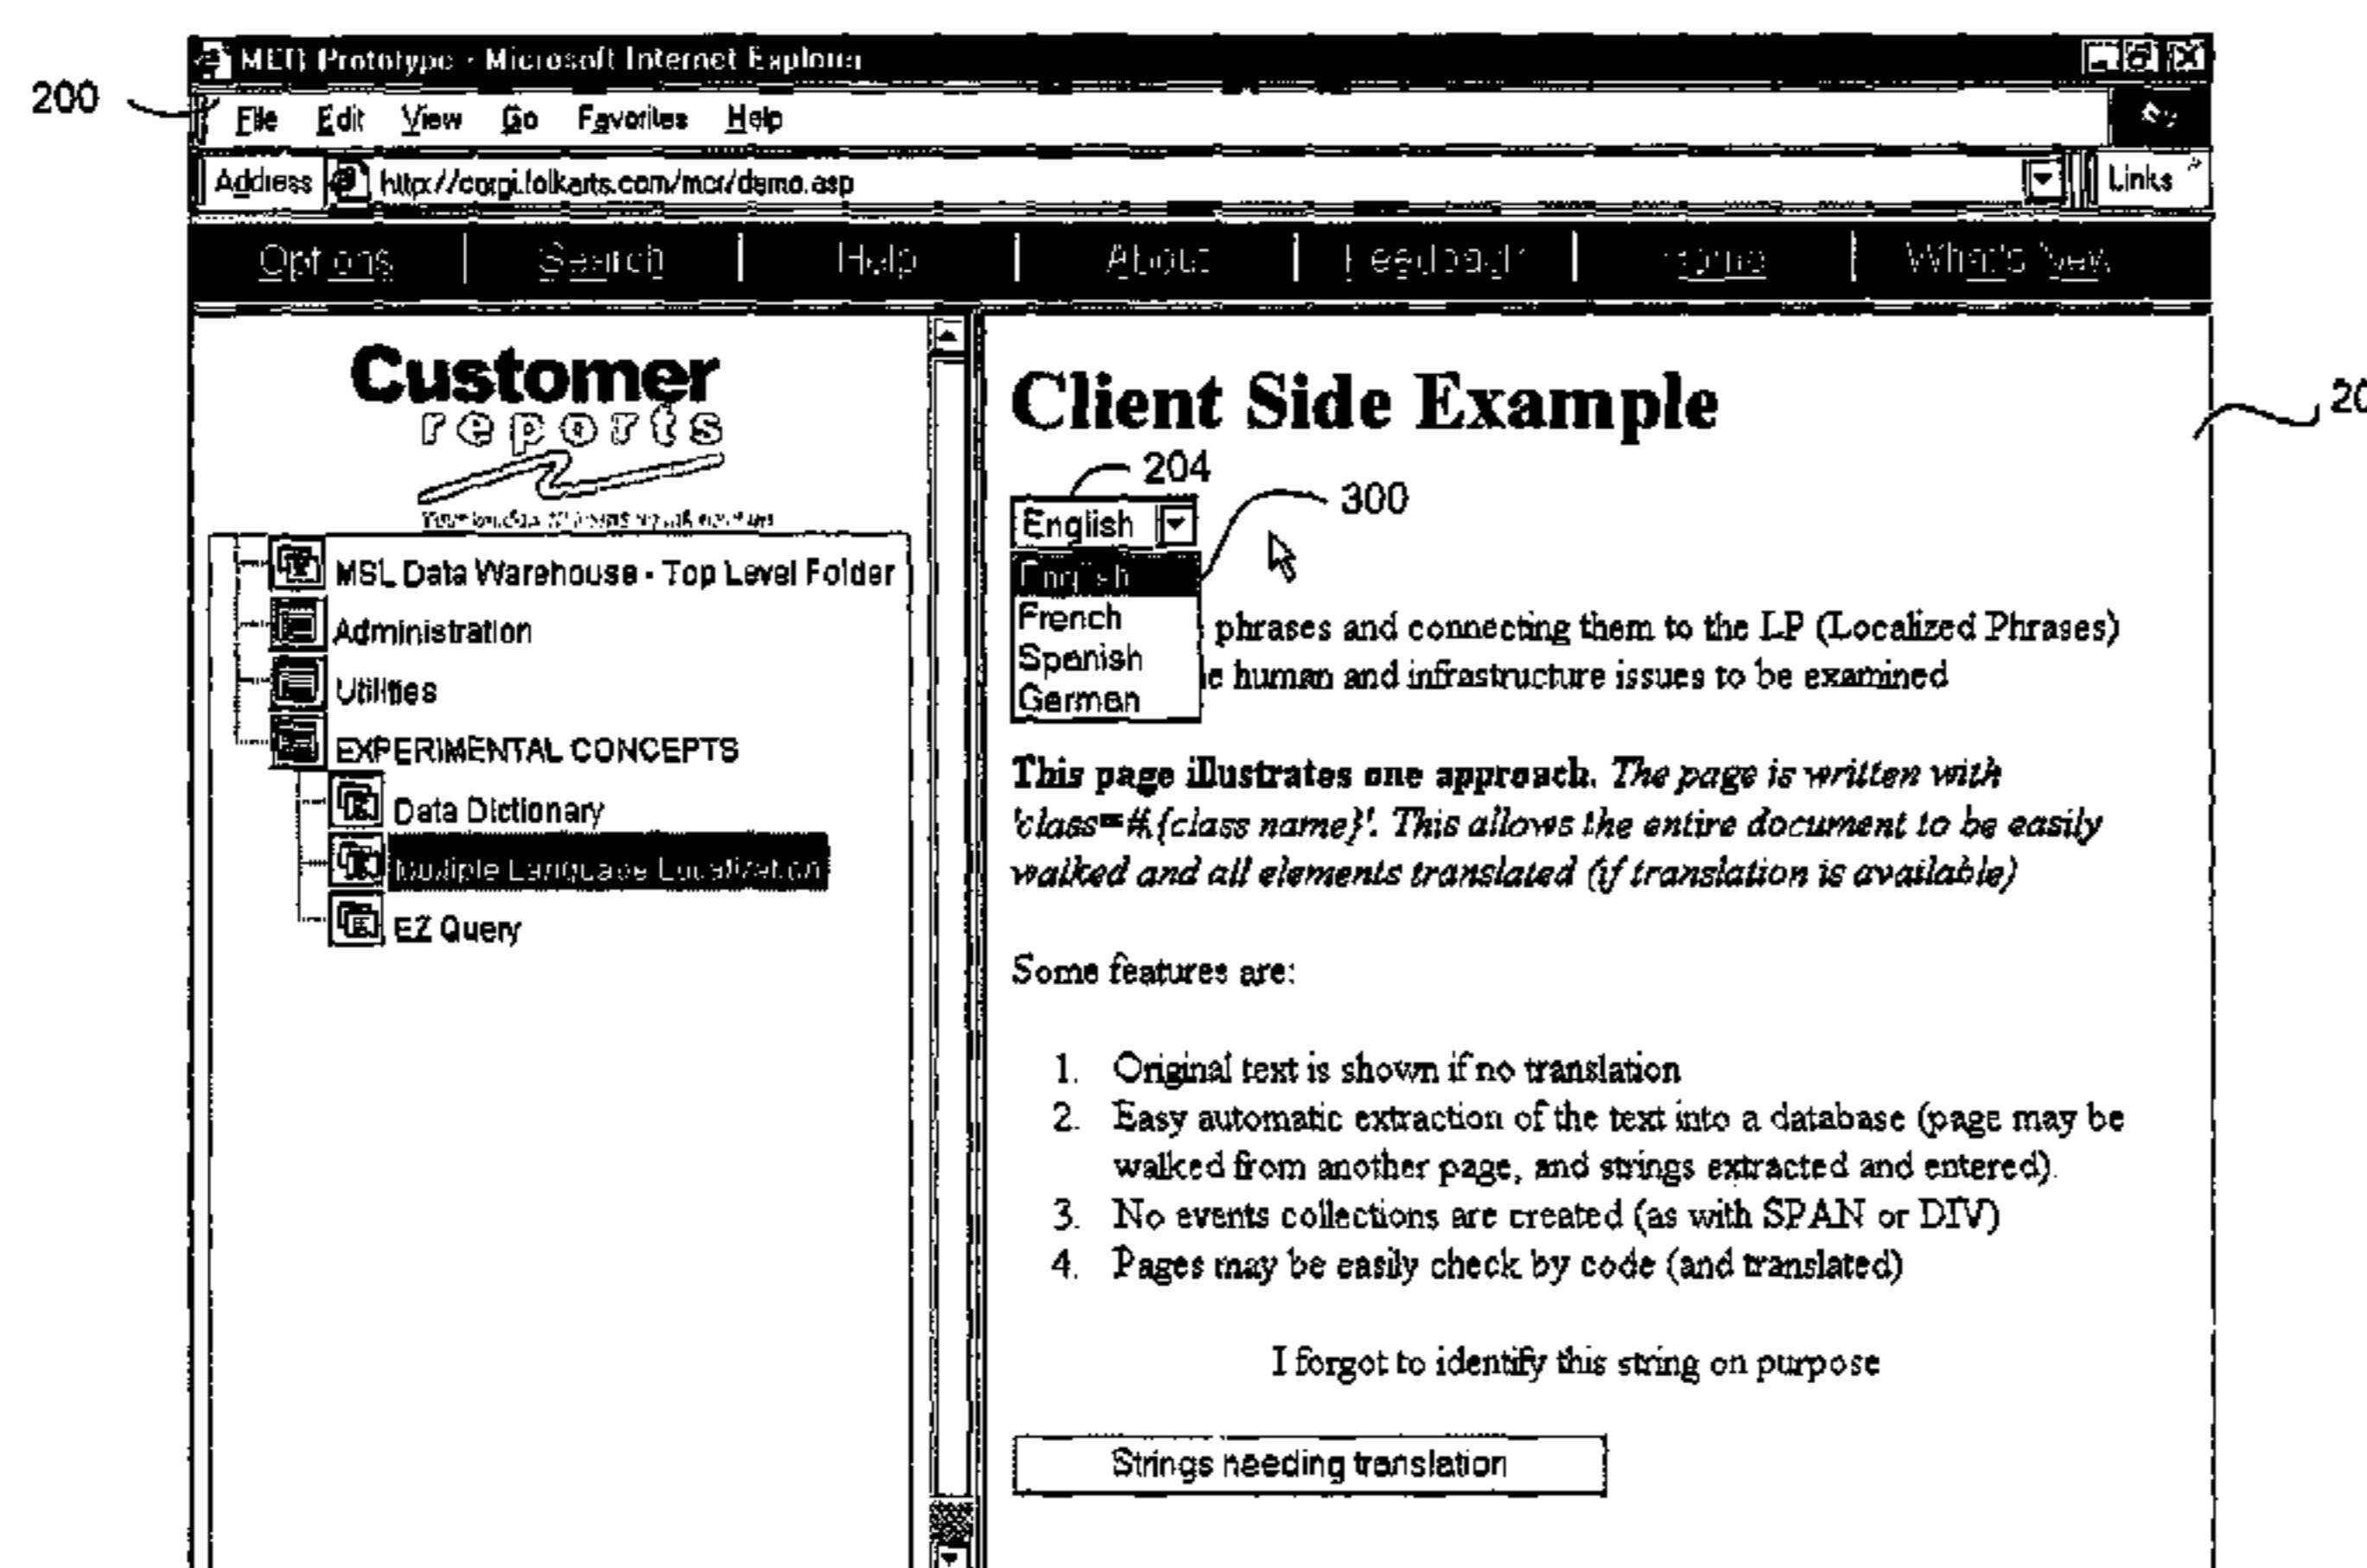 Prototype - Microsoft Internet Explorer
200
File Edit View Go Favorites Help
Address http://corgi.folkarts.com/mcr/demo.asp Links
Options Search Help About Feedback Home What's New
Customer
reports
MSL Data Warehouse - Top Level Folder
Administration
Utilities
EXPERIMENTAL CONCEPTS
Data Dictionary
Multiple Language Localization
EZ Query
Client Side Example
20
204
300
English
English
French
Spanish
German
phrases and connecting them to the LP (Localized Phrases)
e human and infrastructure issues to be examined
This page illustrates one approach. The page is written with
'class=#{class name}'. This allows the entire document to be easily
walked and all elements translated (if translation is available)
Some features are:
1. Original text is shown if no translation
2. Easy automatic extraction of the text into a database (page may be
walked from another page, and strings extracted and entered).
3. No events collections are created (as with SPAN or DIV)
4. Pages may be easily check by code (and translated)
I forgot to identify this string on purpose
Strings needing translation